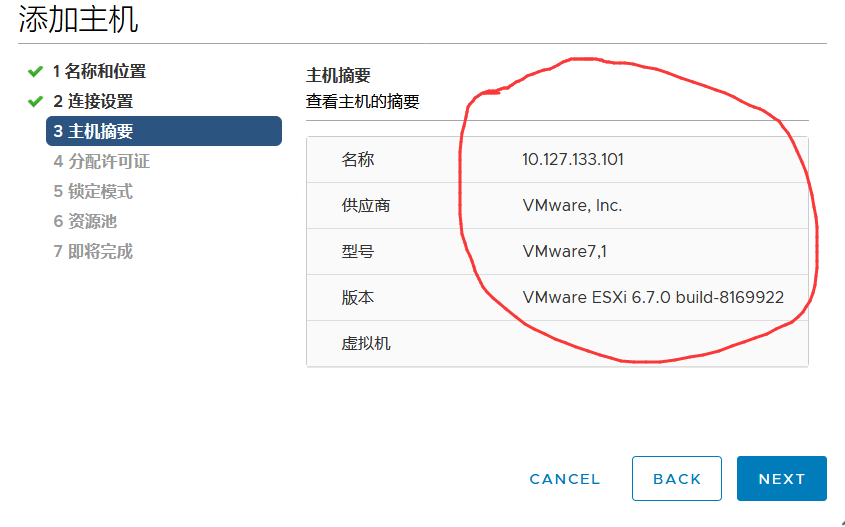 添加主机
1 名称和位置
2 连接设置
3 主机摘要
4 分配许可证
5 锁定模式
6 资源池
7 即将完成
主机摘要
查看主机的摘要
名称 10.127.133.101
供应商 VMware, Inc.
型号 VMware7,1
版本 VMware ESXi 6.7.0 build-8169922
虚拟机
CANCEL BACK NEXT